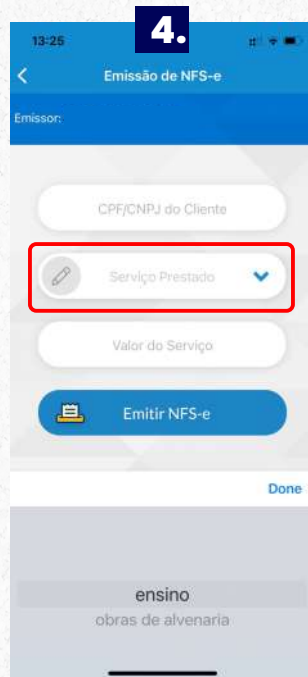 4.
13:25
Emissão de NFS-e
Emissor:
CPF/CNPJ do Cliente
Serviço Prestado
Valor do Serviço
Emitir NFS-e
Done
ensino
obras de alvenaria